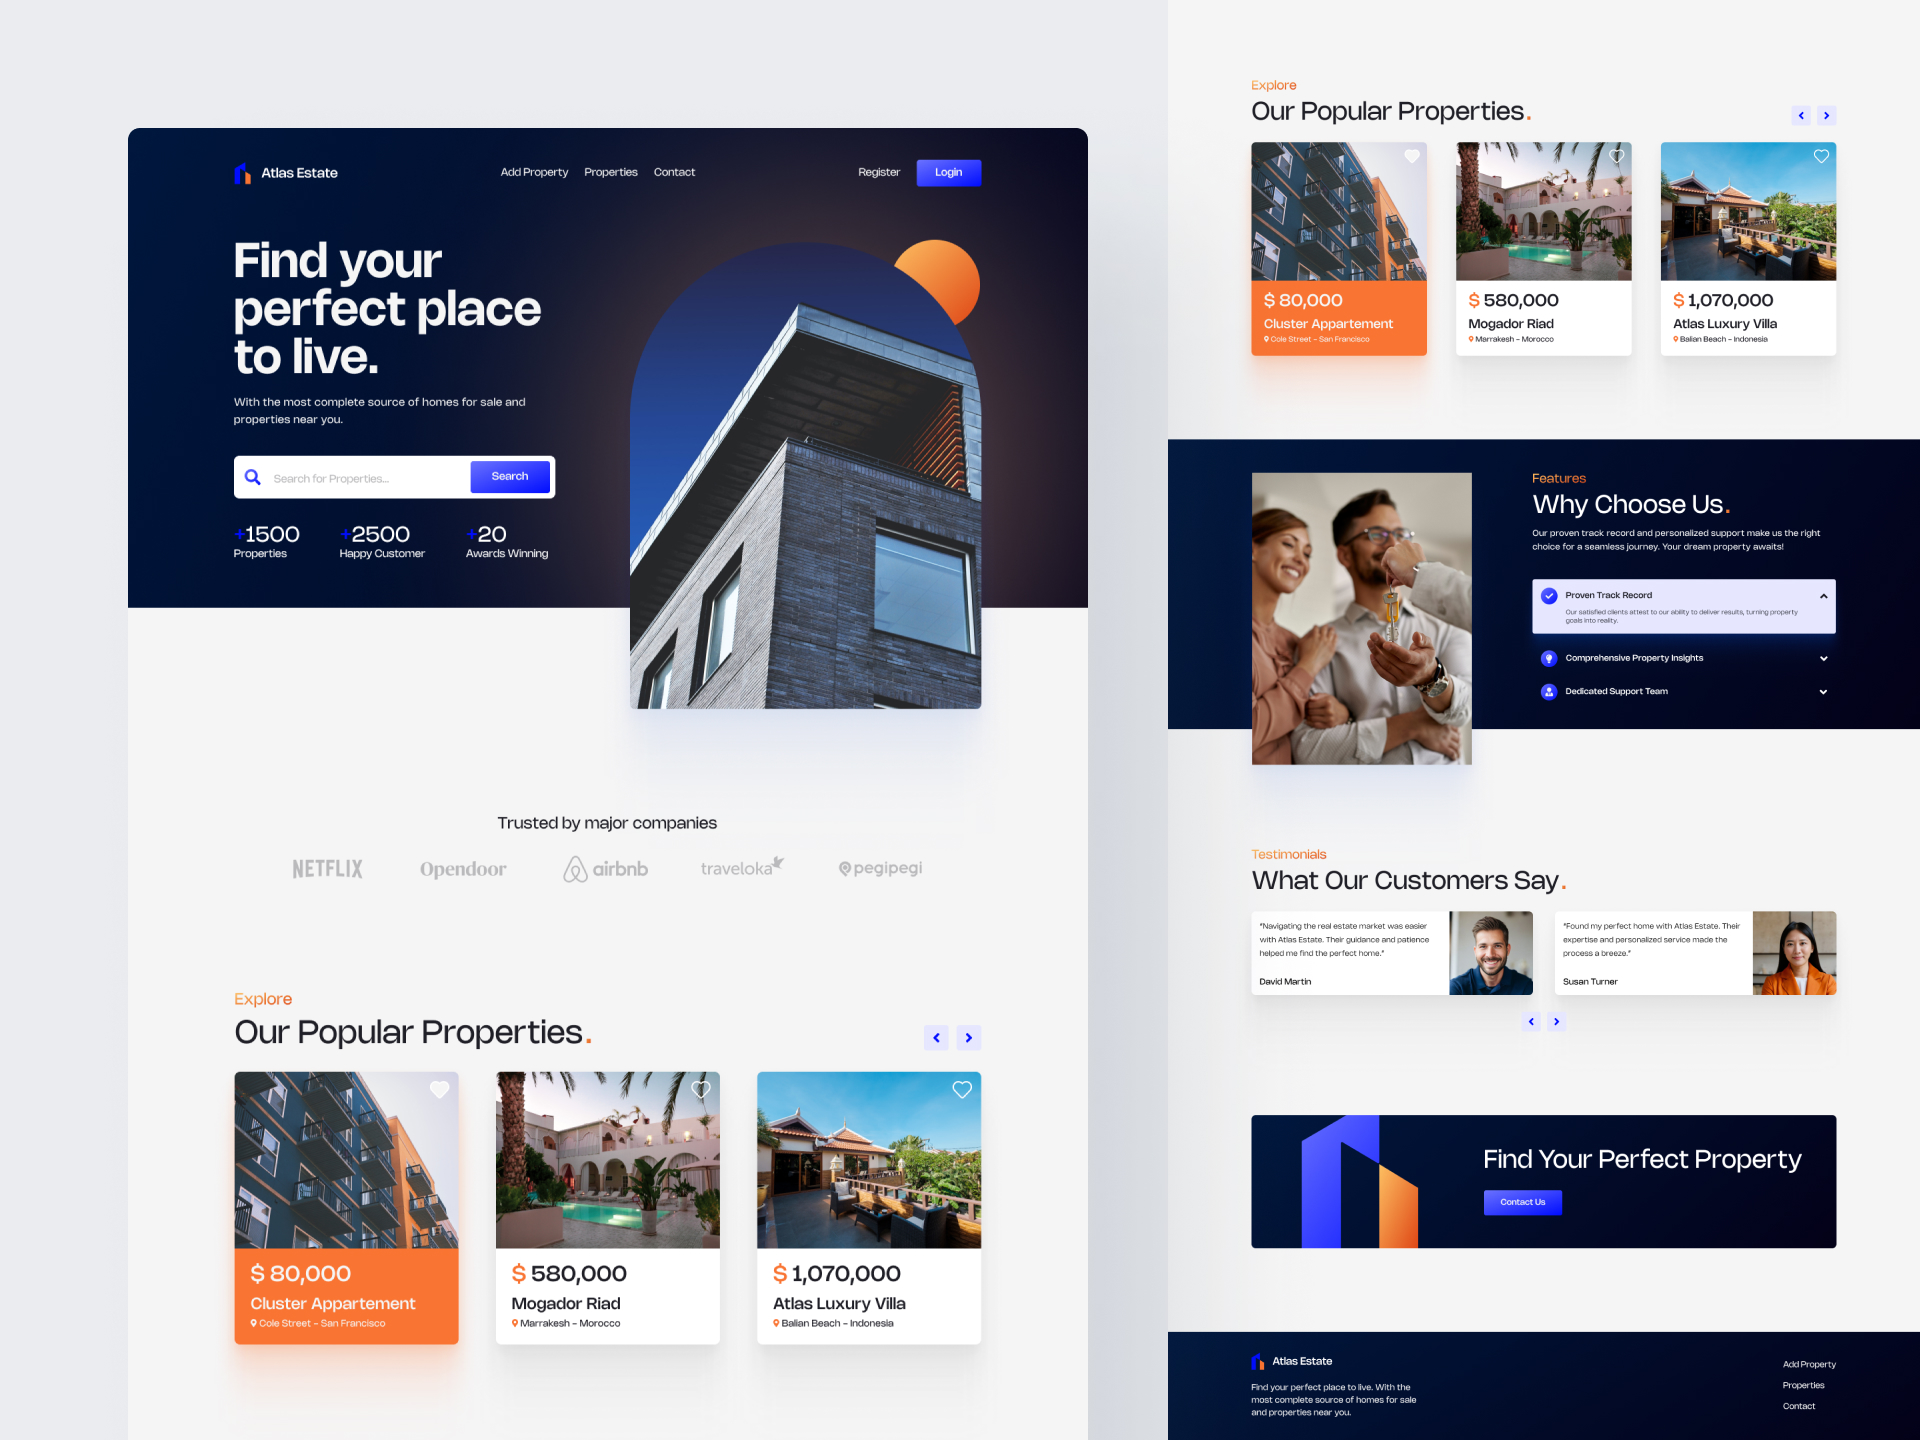 Atlas Estate
Add Property
Properties
Contact
Register
Login
Find your
perfect place
to live.
With the most complete source of homes for sale and
properties near you.
Search for Properties...
Search
+1500
Properties
+2500
Happy Customer
+20
Awards Winning
Trusted by major companies
NETFLIX
Opendoor
airbnb
traveloka
pegipegi
Explore
Our Popular Properties.
$ 80,000
Cluster Appartement
Cole Street - San Francisco
$ 580,000
Mogador Riad
Marrakesh - Morocco
$ 1,070,000
Atlas Luxury Villa
Balian Beach - Indonesia
Explore
Our Popular Properties.
$ 80,000
Cluster Appartement
Cole Street - San Francisco
$ 580,000
Mogador Riad
Marrakesh - Morocco
$ 1,070,000
Atlas Luxury Villa
Balian Beach - Indonesia
Features
Why Choose Us.
Our proven track record and personalized support make us the right
choice for a seamless journey. Your dream property awaits!
Proven Track Record
Our satisfied clients attest to our ability to deliver results, turning property
goals into reality.
Comprehensive Property Insights
Dedicated Support Team
Testimonials
What Our Customers Say.
"Navigating the real estate market was easier
with Atlas Estate. Their guidance and patience
helped me find the perfect home."
David Martin
"Found my perfect home with Atlas Estate. Their
expertise and personalized service made the
process a breeze."
Susan Turner
Find Your Perfect Property
Contact Us
Atlas Estate
Find your perfect place to live. With the
most complete source of homes for sale
and properties near you.
Add Property
Properties
Contact